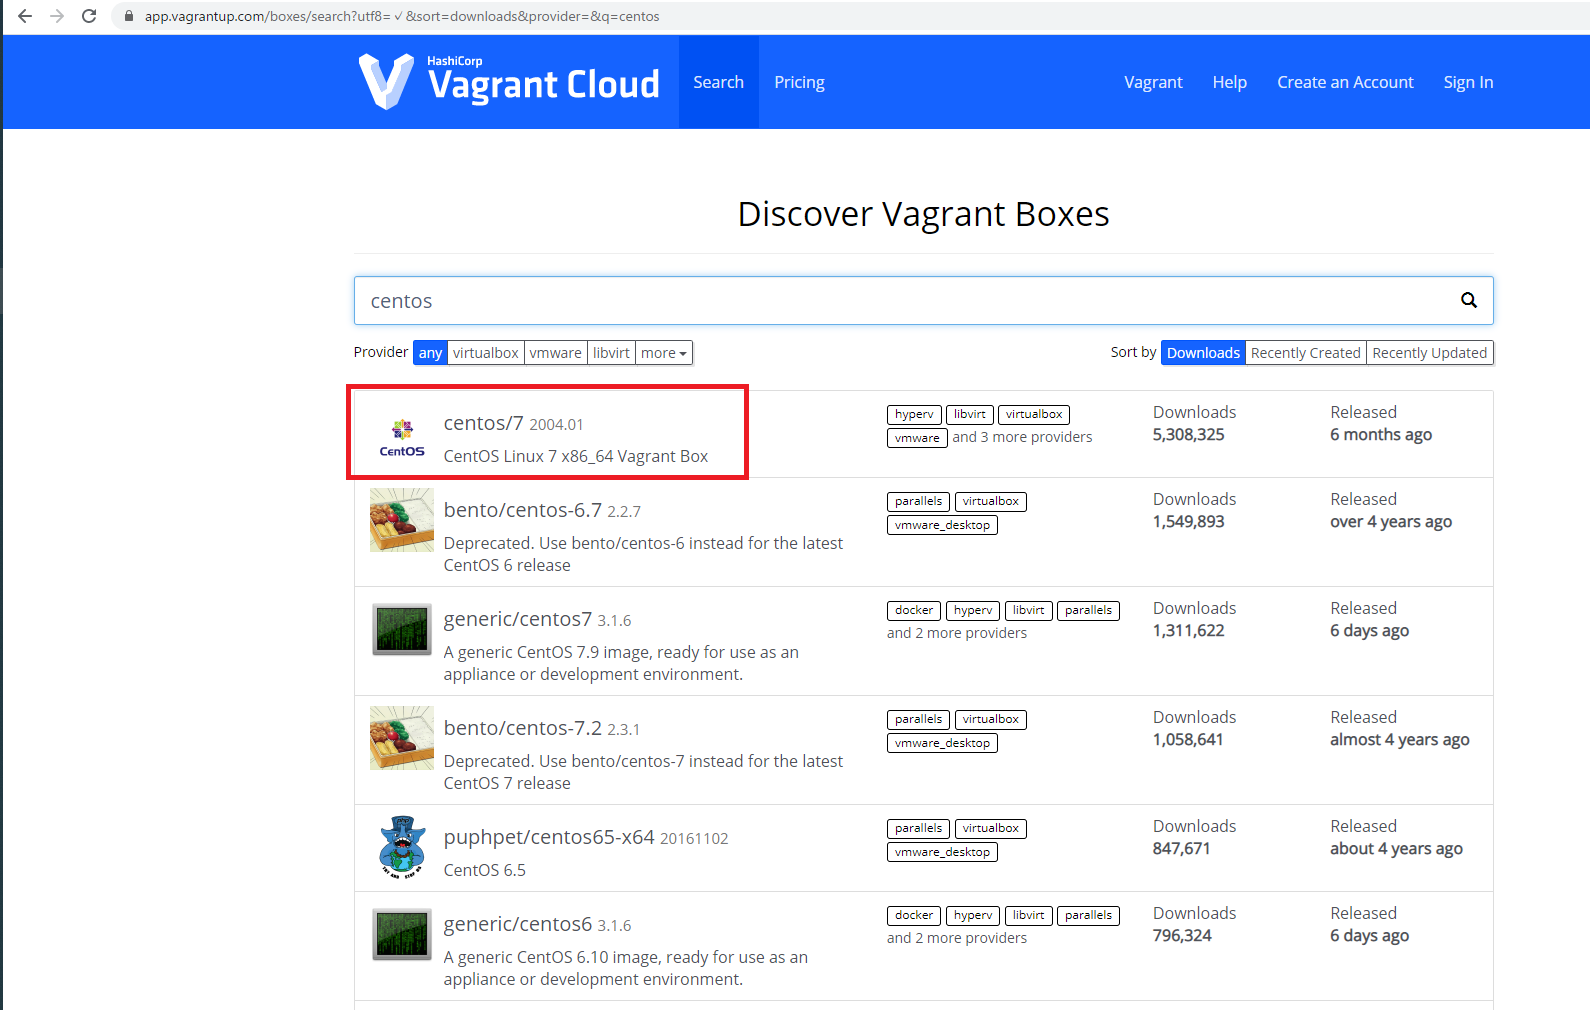 app.vagrantup.com/boxes/search?utf8=✓&sort=downloads&provider=&q=centos
HashiCorp
Vagrant Cloud
Search
Pricing
Vagrant
Help
Create an Account
Sign In
Discover Vagrant Boxes
centos
Provider any virtualbox vmware libvirt more
Sort by Downloads Recently Created Recently Updated
CentOS
centos/7 2004.01
CentOS Linux 7 x86_64 Vagrant Box
hyperv libvirt virtualbox
vmware and 3 more providers
Downloads
5,308,325
Released
6 months ago
bento/centos-6.7 2.2.7
Deprecated. Use bento/centos-6 instead for the latest
CentOS 6 release
parallels virtualbox
vmware_desktop
Downloads
1,549,893
Released
over 4 years ago
generic/centos7 3.1.6
A generic CentOS 7.9 image, ready for use as an
appliance or development environment.
docker hyperv libvirt parallels
and 2 more providers
Downloads
1,311,622
Released
6 days ago
bento/centos-7.2 2.3.1
Deprecated. Use bento/centos-7 instead for the latest
CentOS 7 release
parallels virtualbox
vmware_desktop
Downloads
1,058,641
Released
almost 4 years ago
puphpet/centos65-x64 20161102
CentOS 6.5
parallels virtualbox
vmware_desktop
Downloads
847,671
Released
about 4 years ago
generic/centos6 3.1.6
A generic CentOS 6.10 image, ready for use as an
appliance or development environment.
docker hyperv libvirt parallels
and 2 more providers
Downloads
796,324
Released
6 days ago